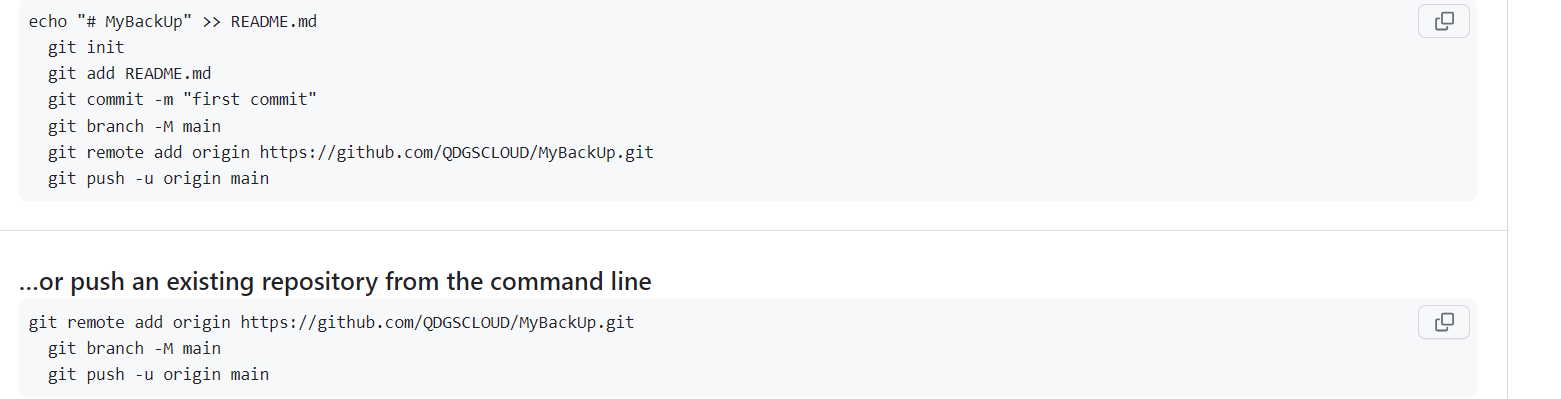 echo "# MyBackUp" >> README.md
git init
git add README.md
git commit -m "first commit"
git branch -M main
git remote add origin https://github.com/QDGSCLOUD/MyBackUp.git
git push -u origin main
…or push an existing repository from the command line
git remote add origin https://github.com/QDGSCLOUD/MyBackUp.git
git branch -M main
git push -u origin main